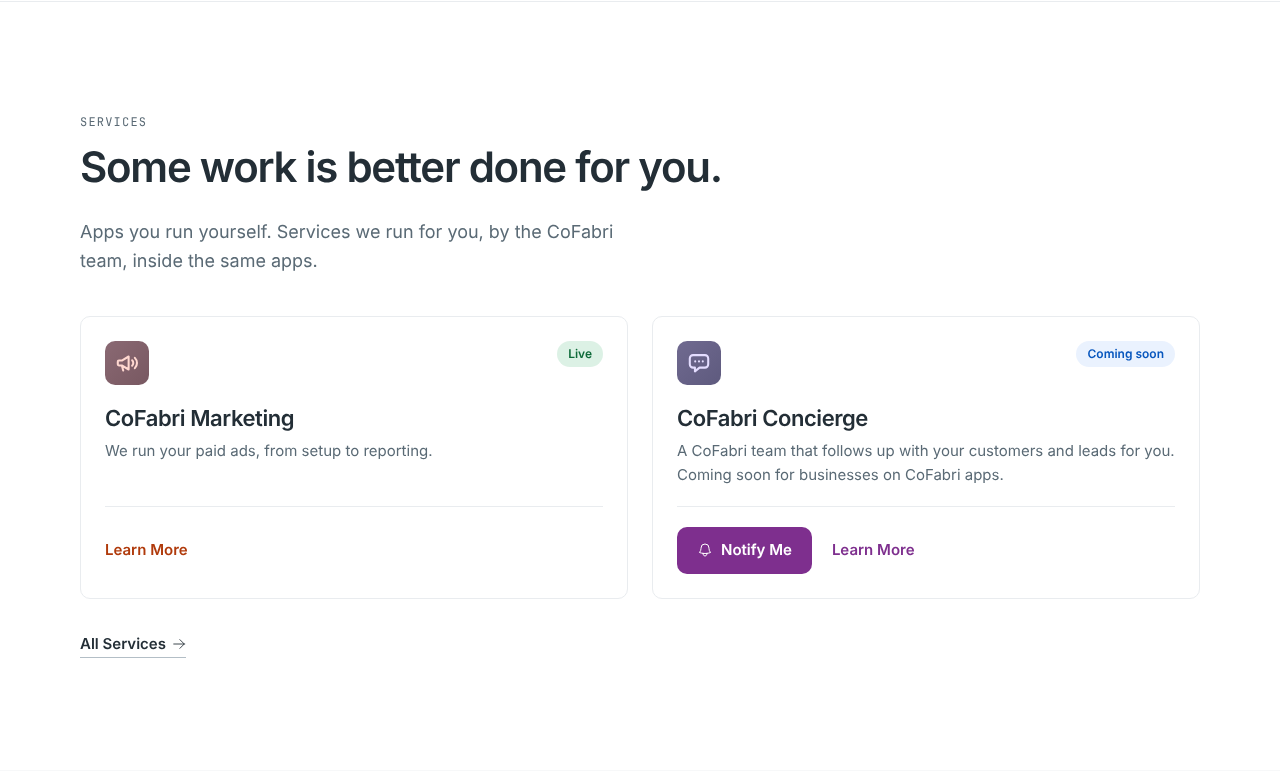 SERVICES
Some work is better done for you.
Apps you run yourself. Services we run for you, by the CoFabri
team, inside the same apps.
Live
CoFabri Marketing
We run your paid ads, from setup to reporting.
Learn More
Coming soon
CoFabri Concierge
A CoFabri team that follows up with your customers and leads for you.
Coming soon for businesses on CoFabri apps.
Notify Me
Learn More
All Services